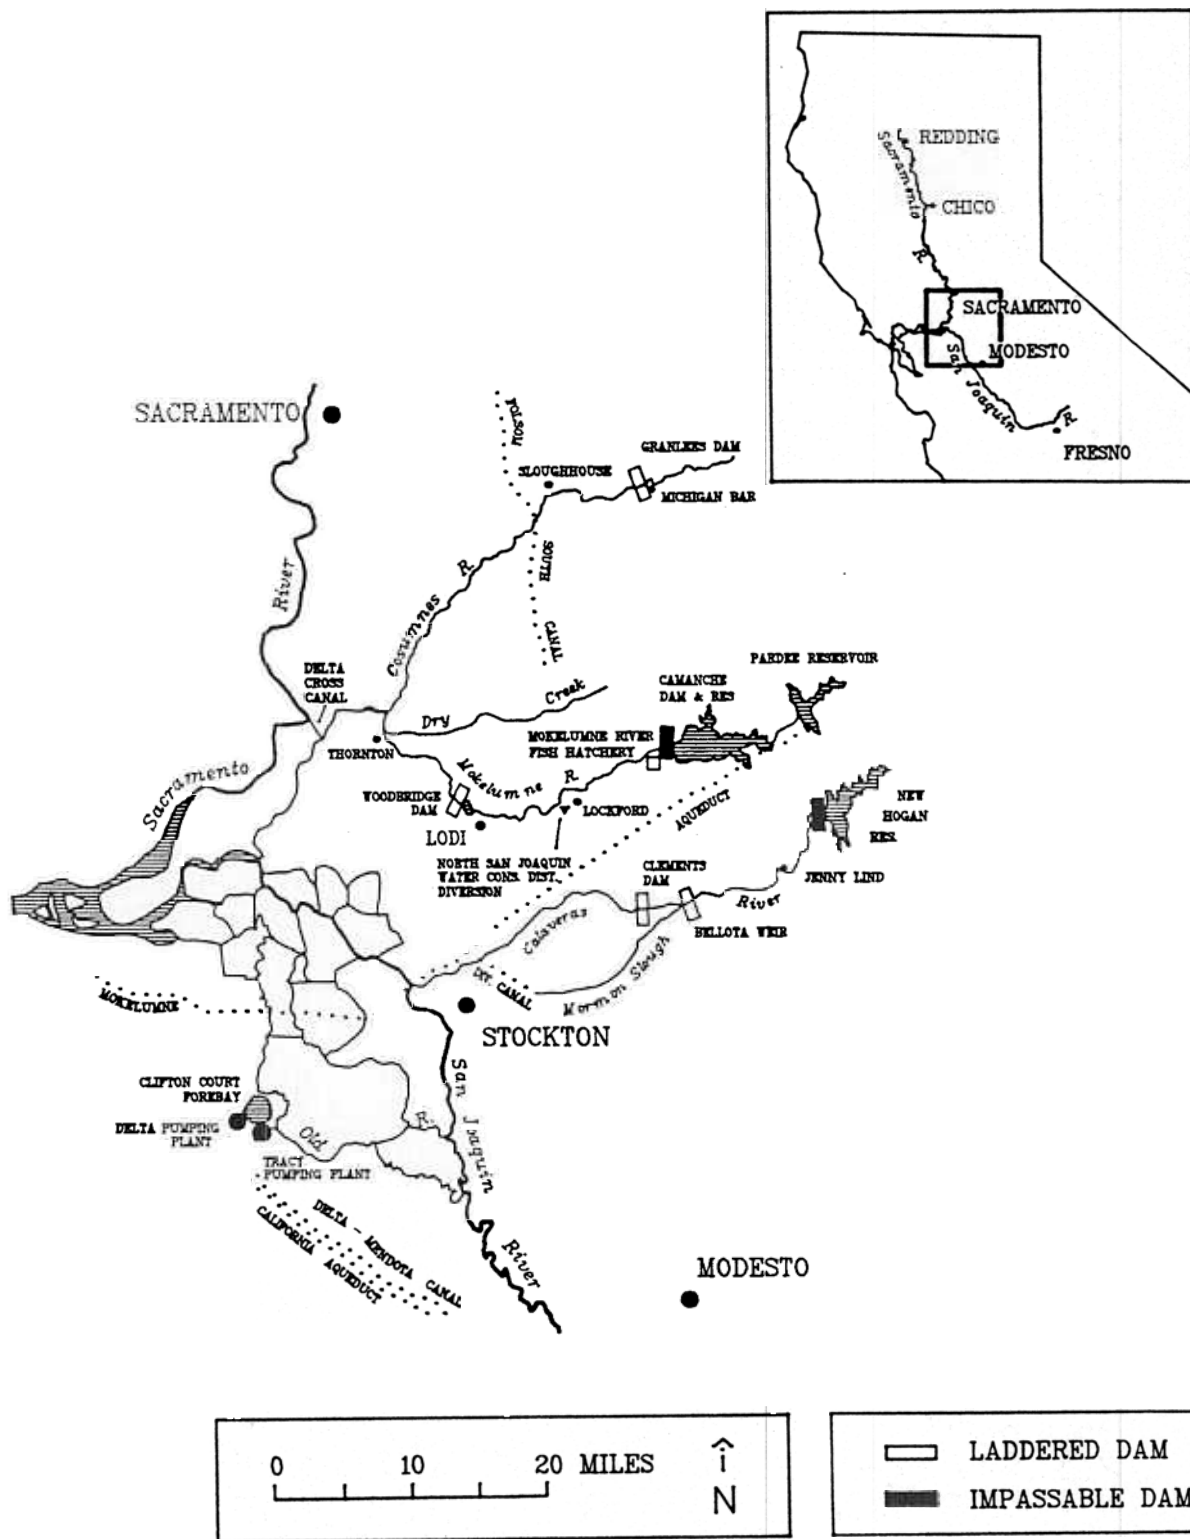 REDDING
Sacramento
CHICO
R
SACRAMENTO
MODESTO
San Joaquin
R
FRESNO
SACRAMENTO
FOLSOM
GRANLEES DAM
SLOUGHHOUSE
MICHIGAN BAR
SOUTH
R
River
Cosumnes
CANAL
PARDEE RESERVOIR
DELTA
CROSS
CANAL
CAMANCHE
DAM & RES
Creek
Dry
MOKELUMNE RIVER
FISH HATCHERY
THORNTON
Mokelumne
R
Sacramento
WOODBRIDGE
DAM
LOCKFORD
AQUEDUCT
NEW
HOGAN
RES.
LODI
NORTH SAN JOAQUIN
WATER CONS. DIST.
DIVERSION
CLEMENTS
DAM
JENNY LIND
River
Calaveras
BELLOTA WEIR
DIV. CANAL
Mormon Slough
MOKELUMNE
STOCKTON
San Joaquin
CLIFTON COURT
FOREBAY
DELTA PUMPING
PLANT
Old
R
TRACY
PUMPING PLANT
DELTA - MENDOTA CANAL
CALIFORNIA AQUEDUCT
River
MODESTO
0 10 20 MILES
N
LADDERED DAM
IMPASSABLE DAM